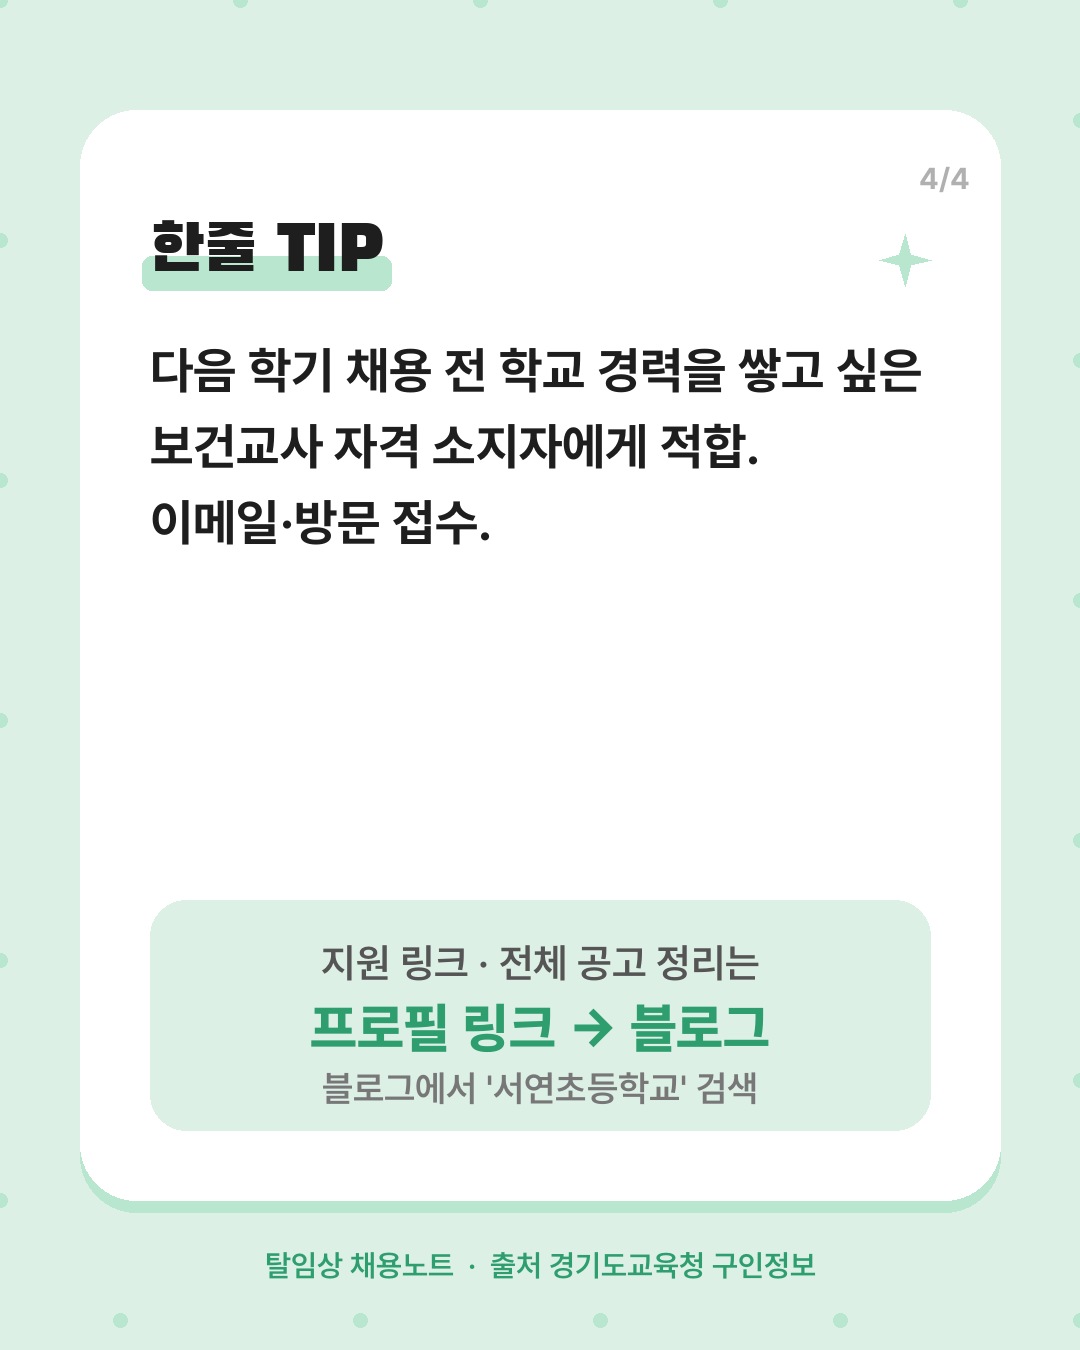 4/4
한줄 TIP
다음 학기 채용 전 학교 경력을 쌓고 싶은
보건교사 자격 소지자에게 적합.
이메일·방문 접수.
지원 링크 · 전체 공고 정리는
프로필 링크 → 블로그
블로그에서 '서연초등학교' 검색
탈임상 채용노트 · 출처 경기도교육청 구인정보